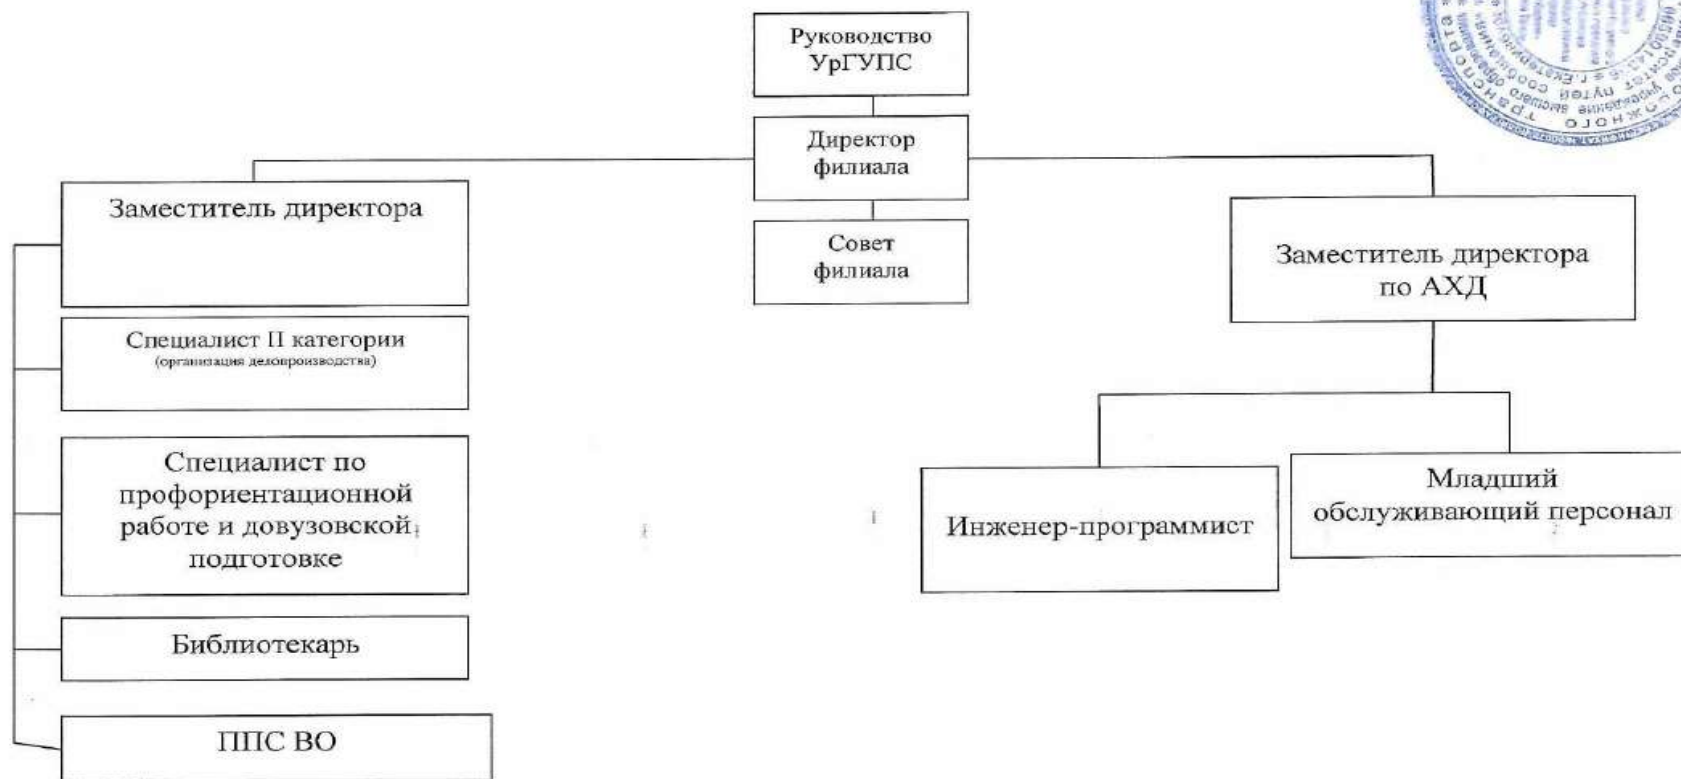 Руководство
УрГУПС
Директор
филиала
Совет
филиала
Заместитель директора
Специалист II категории
(организация делопроизводства)
Специалист по
профориентационной
работе и довузовской
подготовке
Библиотекарь
ППС ВО
Заместитель директора
по АХД
Инженер-программист
Младший
обслуживающий персонал